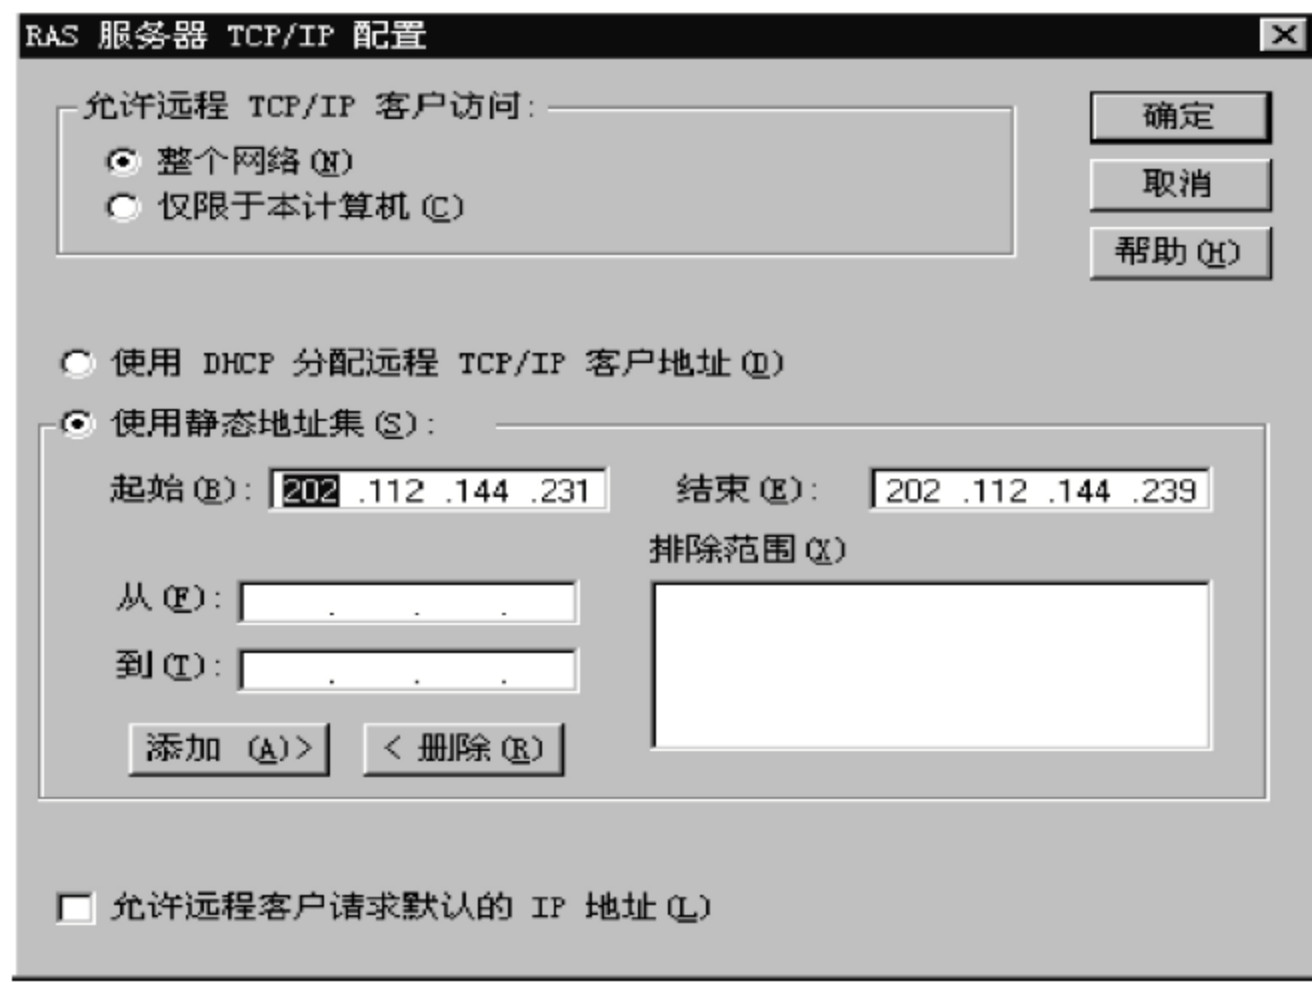 RAS 服务器 TCP/IP 配置
允许远程 TCP/IP 客户访问:
整个网络(N)
仅限于本计算机(C)
确定
取消
帮助(H)
使用 DHCP 分配远程 TCP/IP 客户地址(D)
使用静态地址集(S):
起始(B): 202 .112 .144 .231 结束(E): 202 .112 .144 .239
排除范围(X)
从(F): . . .
到(T): . . .
添加 (A)> < 删除(R)
允许远程客户请求默认的 IP 地址(L)